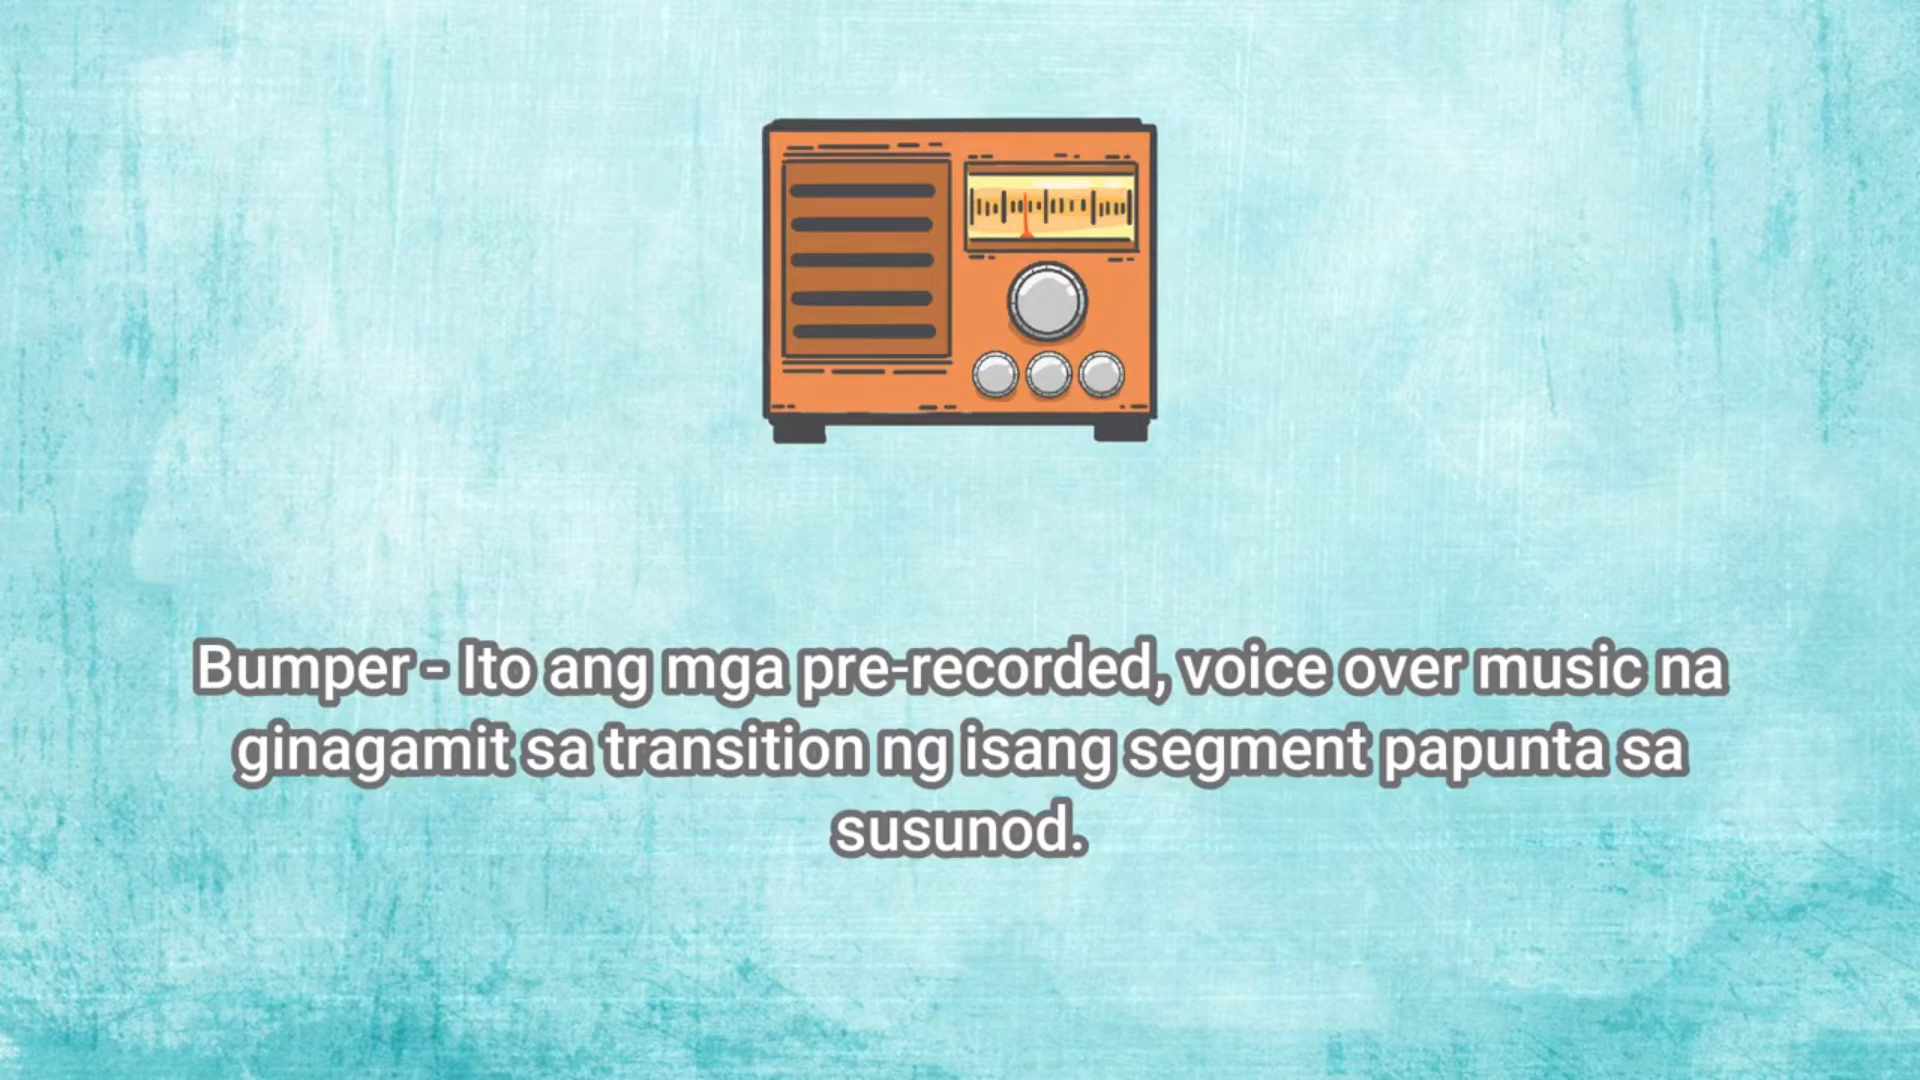 Bumper - Ito ang mga pre-recorded, voice over music na
ginagamit sa transition ng isang segment papunta sa
susunod.